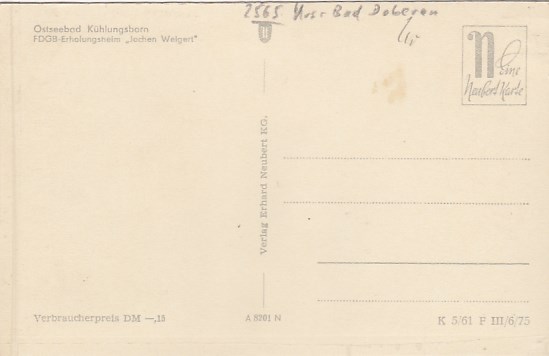 2565 Kreis Bad Doberan
Ostseebad Kühlungsborn
FDGB-Erholungsheim „Jochen Weigert"
N
Eine
Neubert Karte
Verlag Erhard Neubert KG.
Verbraucherpreis DM —,15
A 5201 N
K 5/61 P III/6/75